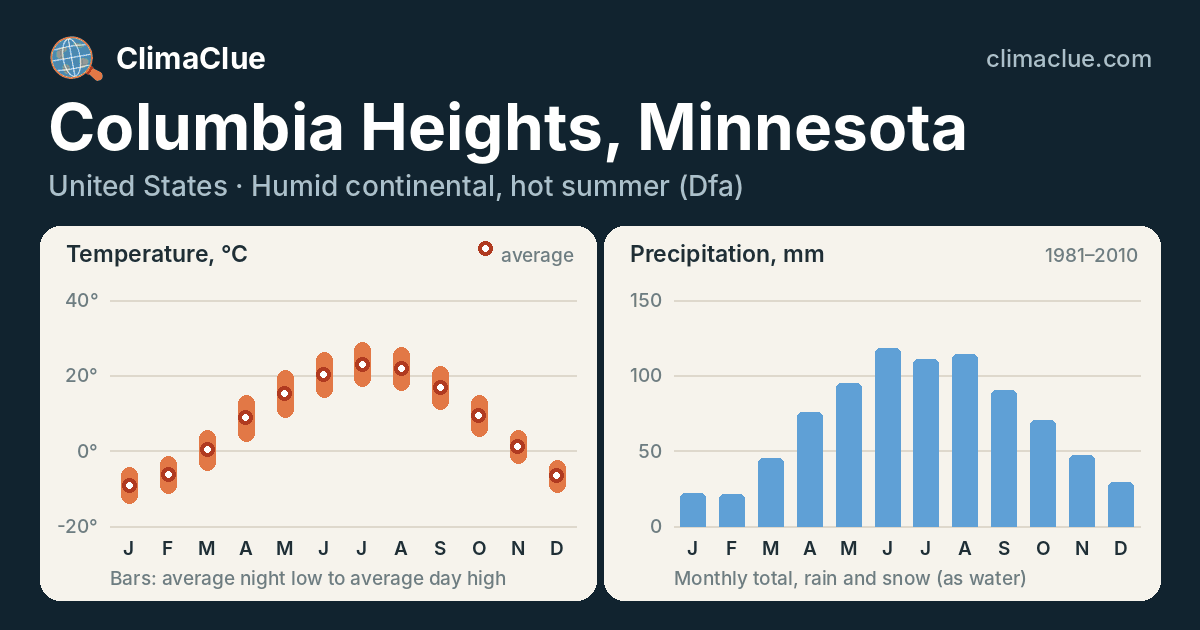 ClimaClue
climaclue.com
Columbia Heights, Minnesota
United States · Humid continental, hot summer (Dfa)
Temperature, °C
average
40°
20°
0°
-20°
J F M A M J J A S O N D
Bars: average night low to average day high
Precipitation, mm
1981–2010
150
100
50
0
J F M A M J J A S O N D
Monthly total, rain and snow (as water)